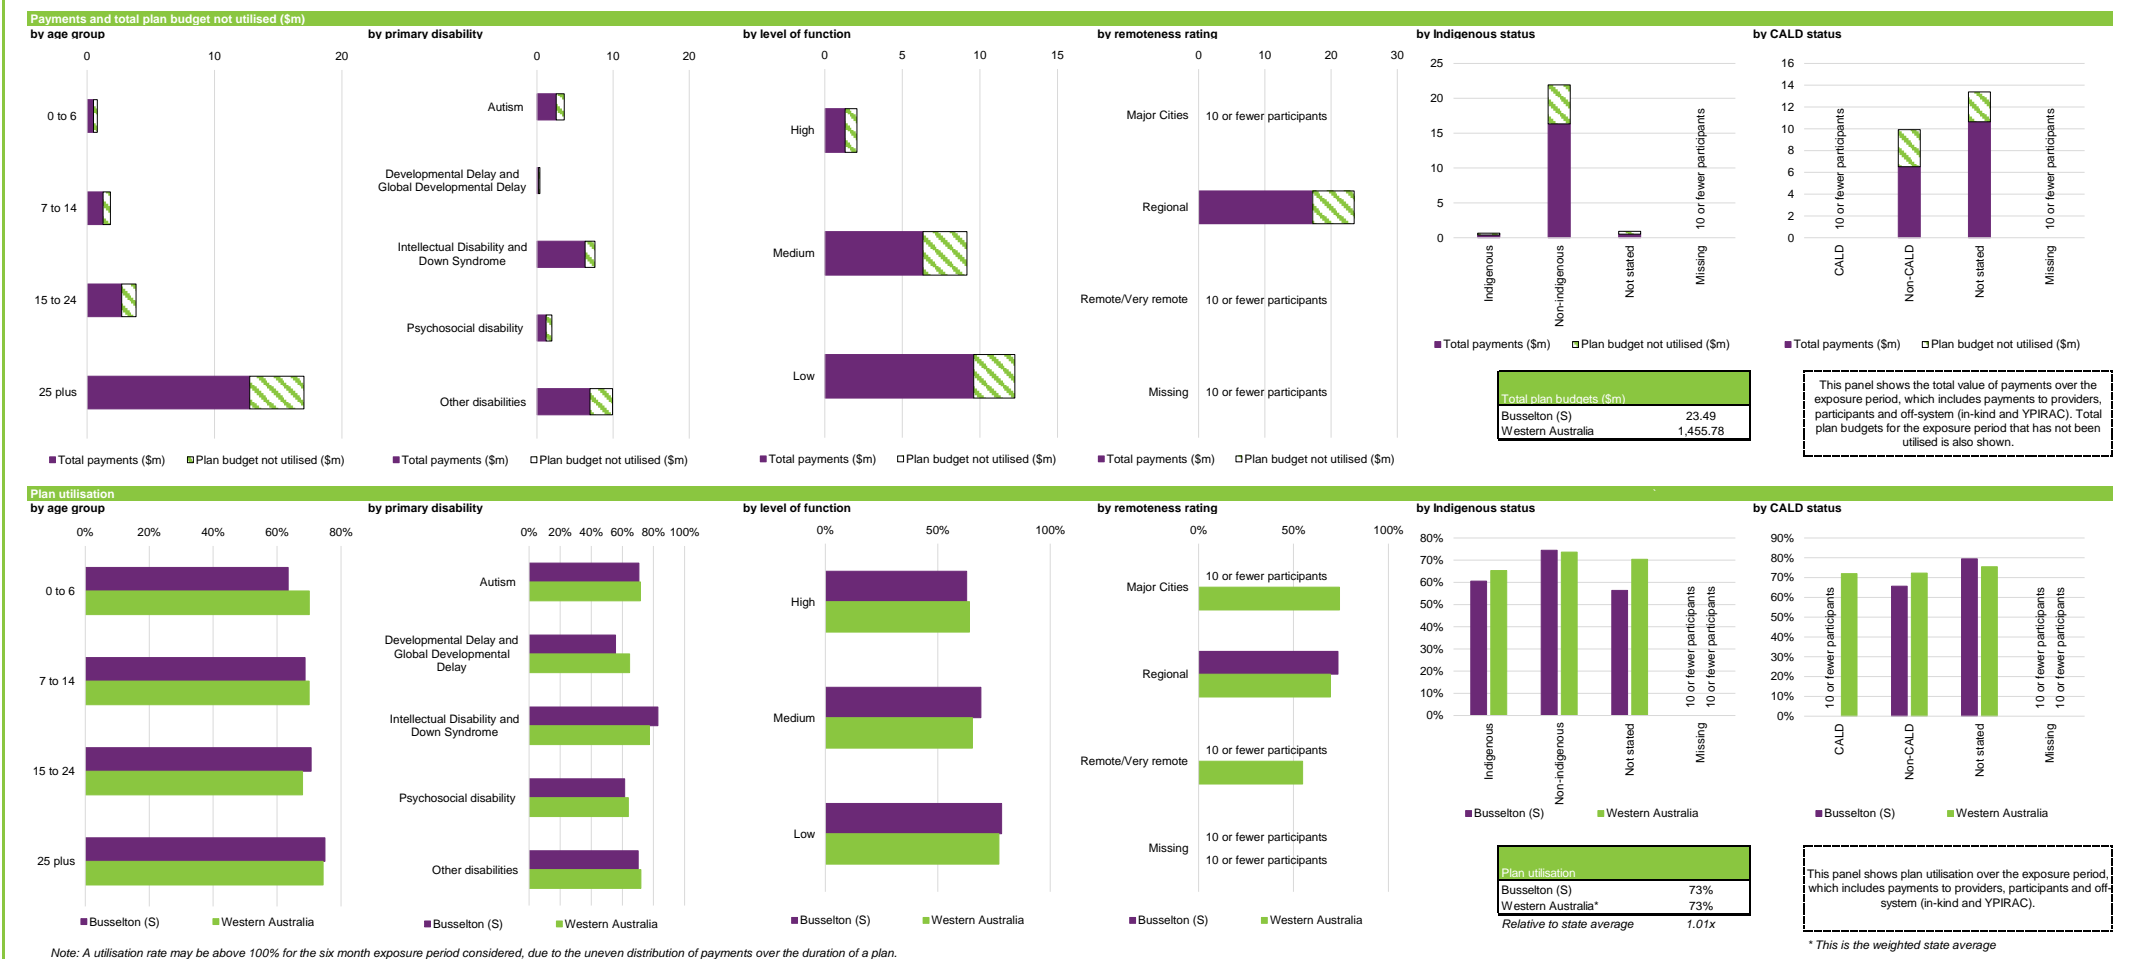 Payments and total plan budget not utilised ($m)
by age group
0 10 20
0 to 6
7 to 14
15 to 24
25 plus
Total payments ($m) Plan budget not utilised ($m)
by primary disability
0 10 20
Autism
Developmental Delay and
Global Developmental Delay
Intellectual Disability and
Down Syndrome
Psychosocial disability
Other disabilities
Total payments ($m) Plan budget not utilised ($m)
by level of function
0 5 10 15
High
Medium
Low
Total payments ($m) Plan budget not utilised ($m)
by remoteness rating
0 10 20 30
Major Cities 10 or fewer participants
Regional
Remote/Very remote 10 or fewer participants
Missing 10 or fewer participants
Total payments ($m) Plan budget not utilised ($m)
by Indigenous status
25
20
15
10
5
0
10 or fewer participants
Indigenous
Non-indigenous
Not stated
Missing
Total payments ($m) Plan budget not utilised ($m)
Total plan budgets ($m)
Busselton (S) 23.49
Western Australia 1,455.78
by CALD status
16
14
12
10
8
6
4
2
0
10 or fewer participants
10 or fewer participants
CALD
Non-CALD
Not stated
Missing
Total payments ($m) Plan budget not utilised ($m)
This panel shows the total value of payments over the
exposure period, which includes payments to providers,
participants and off-system (in-kind and YPIRAC). Total
plan budgets for the exposure period that has not been
utilised is also shown.
Plan utilisation
by age group
0% 20% 40% 60% 80%
0 to 6
7 to 14
15 to 24
25 plus
Busselton (S) Western Australia
by primary disability
0% 20% 40% 60% 80% 100%
Autism
Developmental Delay and
Global Developmental
Delay
Intellectual Disability and
Down Syndrome
Psychosocial disability
Other disabilities
Busselton (S) Western Australia
by level of function
0% 50% 100%
High
Medium
Low
Busselton (S) Western Australia
by remoteness rating
0% 50% 100%
10 or fewer participants
Major Cities
Regional
10 or fewer participants
Remote/Very remote
10 or fewer participants
Missing
10 or fewer participants
Busselton (S) Western Australia
by Indigenous status
80%
70%
60%
50%
40%
30%
20%
10%
0%
10 or fewer participants
10 or fewer participants
Indigenous
Non-indigenous
Not stated
Missing
Busselton (S) Western Australia
Plan utilisation
Busselton (S) 73%
Western Australia* 73%
Relative to state average 1.01x
by CALD status
90%
80%
70%
60%
50%
40%
30%
20%
10%
0%
10 or fewer participants
10 or fewer participants
10 or fewer participants
CALD
Non-CALD
Not stated
Missing
Busselton (S) Western Australia
This panel shows plan utilisation over the exposure period,
which includes payments to providers, participants and off-
system (in-kind and YPIRAC).
* This is the weighted state average
Note: A utilisation rate may be above 100% for the six month exposure period considered, due to the uneven distribution of payments over the duration of a plan.